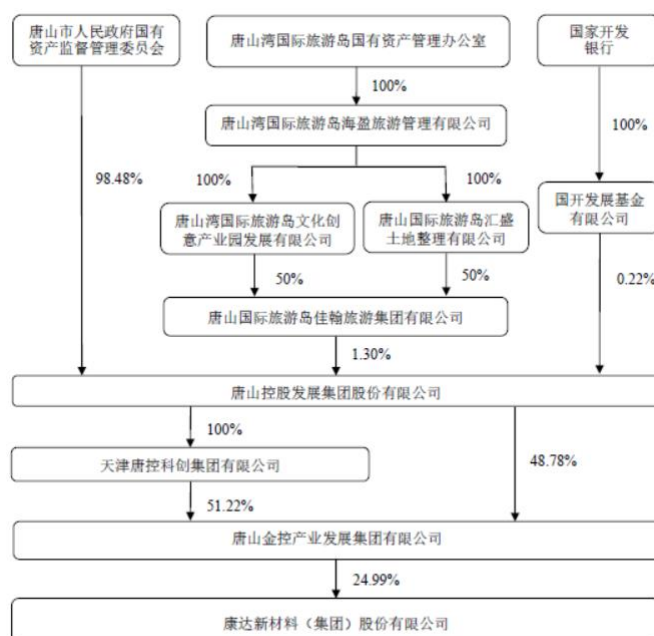 唐山市人民政府国有
资产监督管理委员会
唐山湾国际旅游岛国有资产管理办公室
国家开发
银行
100%
唐山湾国际旅游岛海盈旅游管理有限公司
100%
98.48%
100%
100%
唐山湾国际旅游岛文化创
意产业园发展有限公司
唐山国际旅游岛汇盛
土地整理有限公司
国开发展基金
有限公司
50%
50%
0.22%
唐山国际旅游岛佳翰旅游集团有限公司
1.30%
唐山控股发展集团股份有限公司
100%
48.78%
天津唐控科创集团有限公司
51.22%
唐山金控产业发展集团有限公司
24.99%
康达新材料（集团）股份有限公司